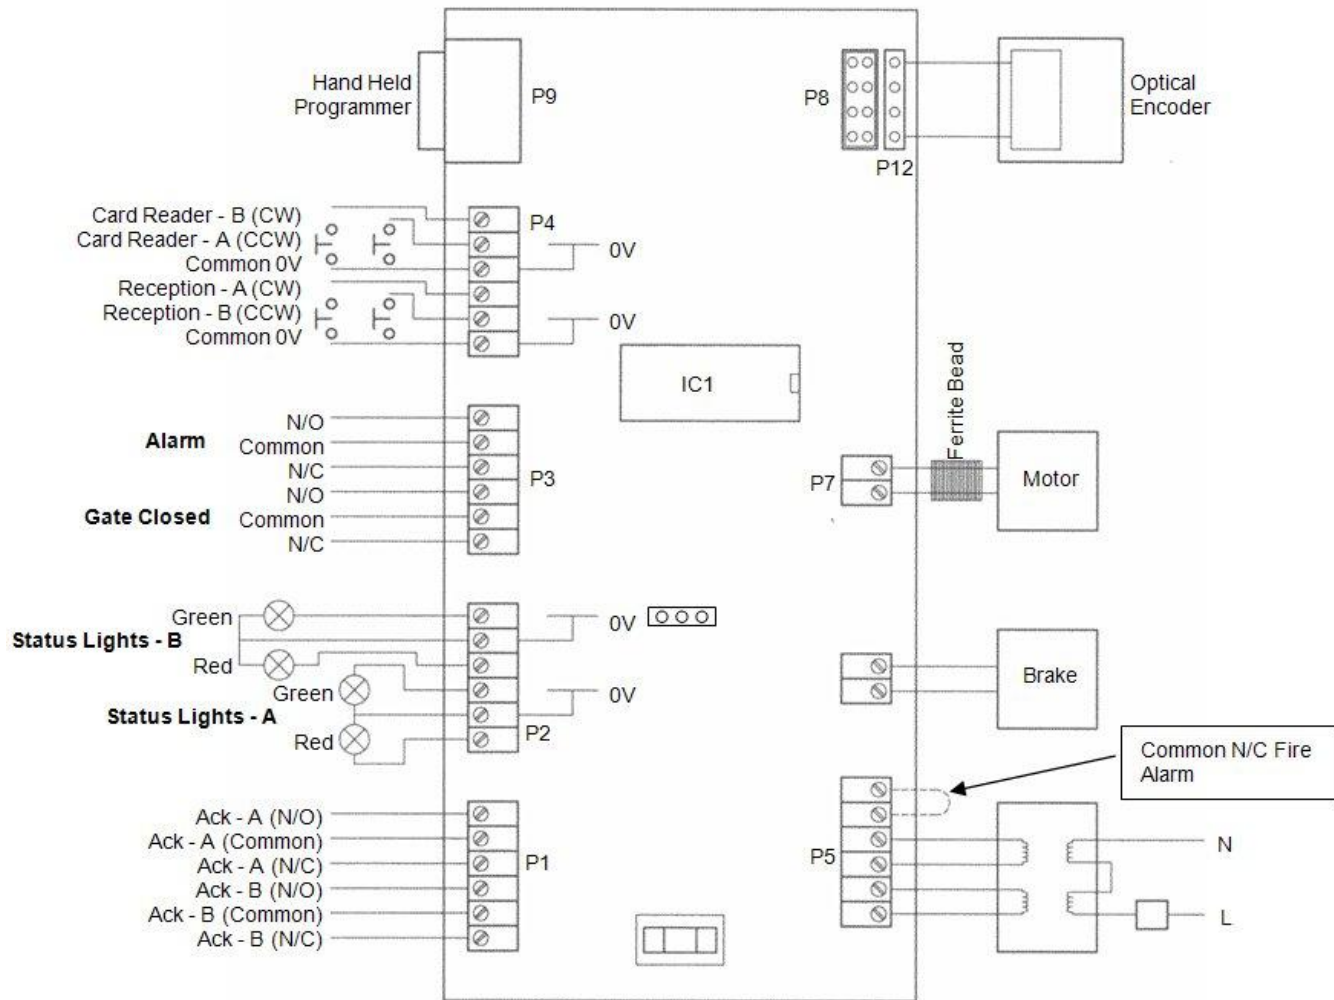 Hand Held
Programmer
P9
P8
P12
Optical
Encoder
Card Reader - B (CW)
Card Reader - A (CCW)
Common 0V
Reception - A (CW)
Reception - B (CCW)
Common 0V
P4
0V
0V
IC1
Ferrite Bead
Alarm
N/O
Common
N/C
Gate Closed
N/O
Common
N/C
P3
P7
Motor
Status Lights - B
Green
Red
0V
Status Lights - A
Green
Red
0V
P2
Brake
Common N/C Fire
Alarm
Ack - A (N/O)
Ack - A (Common)
Ack - A (N/C)
Ack - B (N/O)
Ack - B (Common)
Ack - B (N/C)
P1
P5
N
L